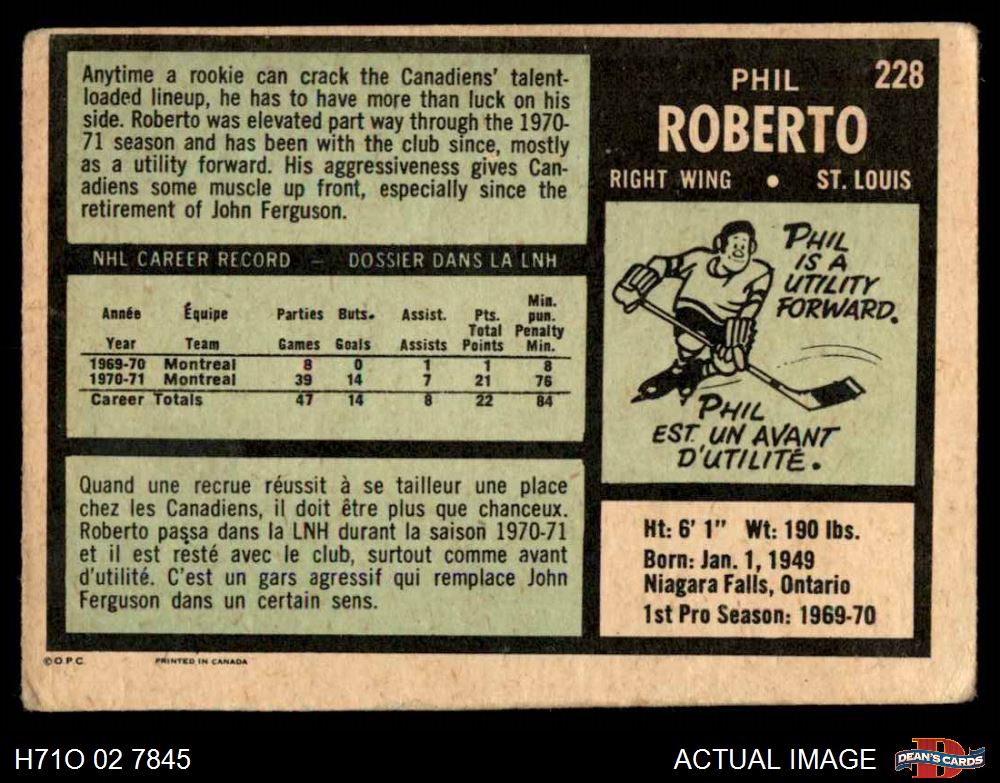 Anytime a rookie can crack the Canadiens' talent-
loaded lineup, he has to have more than luck on his
side. Roberto was elevated part way through the 1970-
71 season and has been with the club since, mostly
as a utility forward. His aggressiveness gives Can-
adiens some muscle up front, especially since the
retirement of John Ferguson.
NHL CAREER RECORD – DOSSIER DANS LA LNH
Année Équipe Parties Buts. Assist. Pts. Total Min. pun. Penalty
Year Team Games Goals Assists Points Min.
1969-70 Montreal 8 0 1 1 8
1970-71 Montreal 39 14 7 21 76
Career Totals 47 14 8 22 84
Quand une recrue réussit à se tailleur une place
chez les Canadiens, il doit être plus que chanceux.
Roberto passa dans la LNH durant la saison 1970-71
et il est résté avec le club, surtout comme avant
d'utilité. C'est un gars agressif qui remplace John
Ferguson dans un certain sens.
228
PHIL
ROBERTO
RIGHT WING • ST. LOUIS
PHIL
IS A
UTILITY
FORWARD.
PHIL
EST UN AVANT
D'UTILITÉ.
Ht: 6' 1" Wt: 190 lbs.
Born: Jan. 1, 1949
Niagara Falls, Ontario
1st Pro Season: 1969-70
© O.P.C. PRINTED IN CANADA
H71O 02 7845
ACTUAL IMAGE
D
DEAN'S CARDS